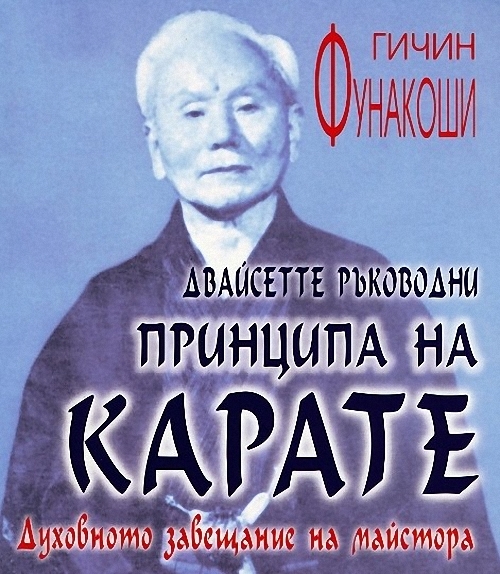 ГИЧИН
ФУНАКОШИ
ДВАЙСЕТТЕ РЪКОВОДНИ
ПРИНЦИПА НА
КАРАТЕ
Духовното завещание на майстора